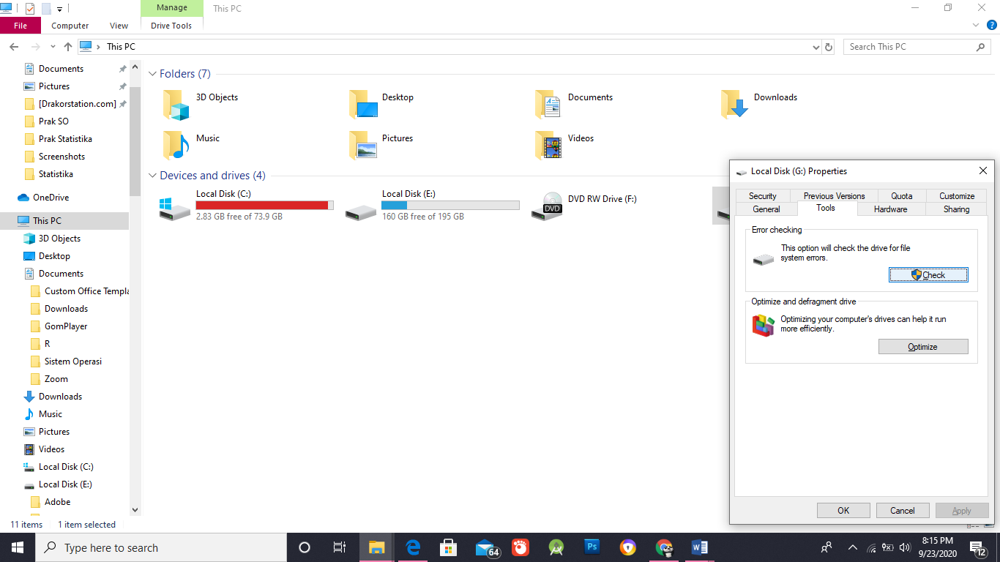 Manage
This PC
File
Computer
View
Drive Tools
This PC
Search This PC
Documents
Pictures
[Drakorstation.com]
Prak SO
Prak Statistika
Screenshots
Statistika
OneDrive
This PC
3D Objects
Desktop
Documents
Custom Office Templa
Downloads
GomPlayer
R
Sistem Operasi
Zoom
Downloads
Music
Pictures
Videos
Local Disk (C:)
Local Disk (E:)
Adobe
Folders (7)
3D Objects
Desktop
Documents
Downloads
Music
Pictures
Videos
Devices and drives (4)
Local Disk (C:)
2.83 GB free of 73.9 GB
Local Disk (E:)
160 GB free of 195 GB
DVD RW Drive (F:)
DVD
Local Disk (G:) Properties
Security
Previous Versions
Quota
Customize
General
Tools
Hardware
Sharing
Error checking
This option will check the drive for file
system errors.
Check
Optimize and defragment drive
Optimizing your computer's drives can help it run
more efficiently.
Optimize
OK
Cancel
Apply
11 items
1 item selected
Type here to search
64
Ps
8:15 PM
9/23/2020
12